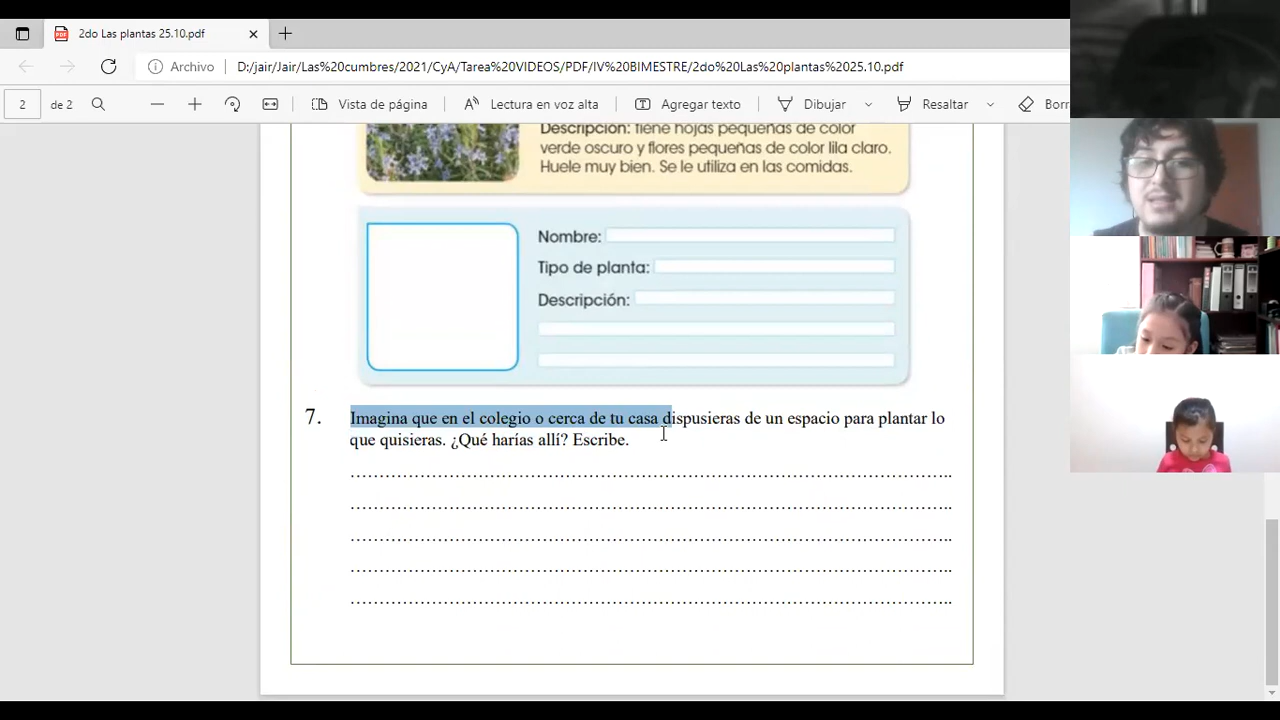 2do Las plantas 25.10.pdf
Archivo D:/jair/Jair/Las%20cumbres/2021/CyA/Tarea%20VIDEOS/PDF/IV%20BIMESTRE/2do%20Las%20plantas%2025.10.pdf
2 de 2 Vista de página Lectura en voz alta Agregar texto Dibujar Resaltar Borr
Descripción: tiene hojas pequeñas de color
verde oscuro y flores pequeñas de color lila claro.
Huele muy bien. Se le utiliza en las comidas.
Nombre:
Tipo de planta:
Descripción:
7. Imagina que en el colegio o cerca de tu casa dispusieras de un espacio para plantar lo
que quisieras. ¿Qué harías allí? Escribe.